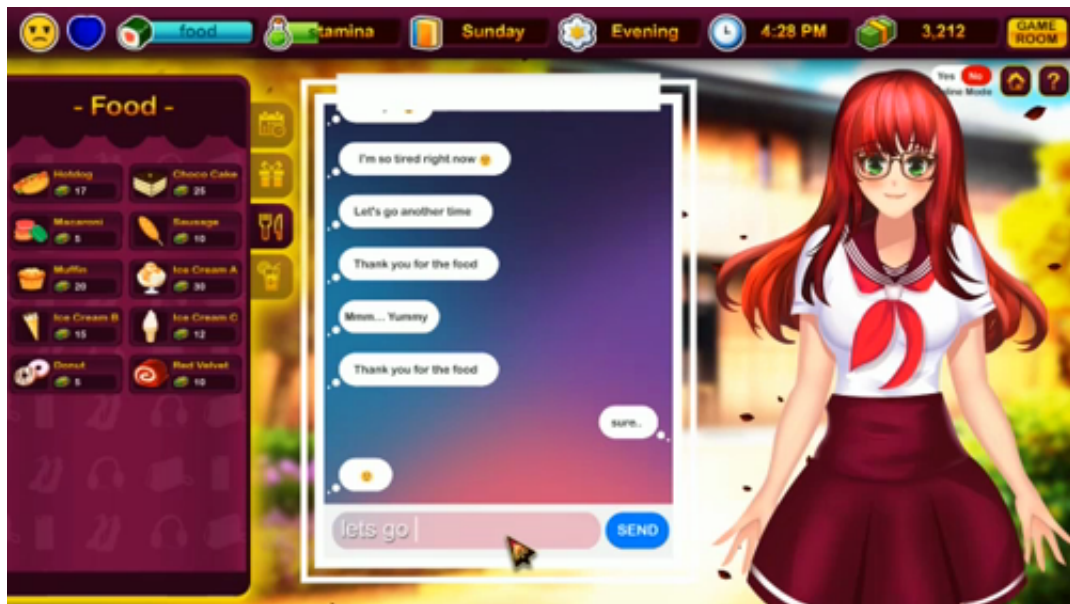 food
stamina
Sunday
Evening
4:28 PM
3,212
GAME
ROOM
Yes
No
Mode
- Food -
Hotdog
17
Choco Cake
25
Macaroni
5
Sausage
10
Muffin
20
Ice Cream A
30
Ice Cream B
15
Ice Cream C
12
Donut
5
Red Velvet
10
I'm so tired right now
Let's go another time
Thank you for the food
Mmm... Yummy
Thank you for the food
sure..
lets go
SEND
?